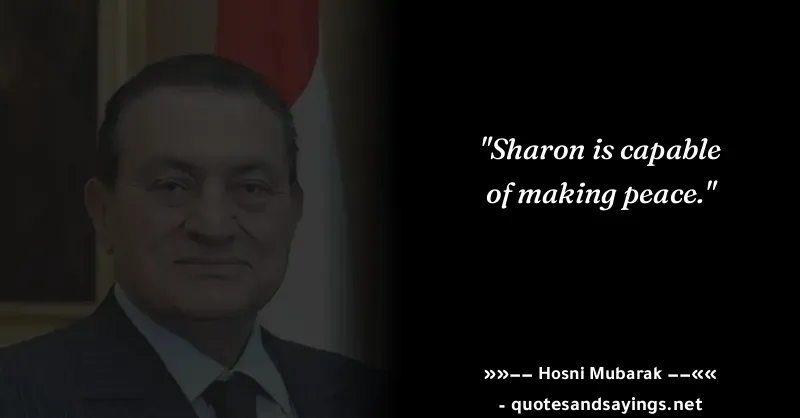 "Sharon is capable
of making peace."
»»−− Hosni Mubarak −−««
- quotesandsayings.net